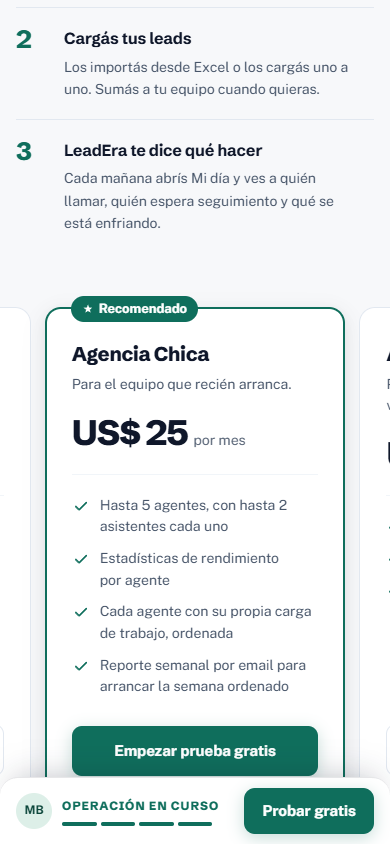 2
Cargás tus leads
Los importás desde Excel o los cargás uno a
uno. Sumás a tu equipo cuando quieras.
3
LeadEra te dice qué hacer
Cada mañana abrís Mi día y ves a quién
llamar, quién espera seguimiento y qué se
está enfriando.
Recomendado
Agencia Chica
Para el equipo que recién arranca.
US$ 25 por mes
Hasta 5 agentes, con hasta 2
asistentes cada uno
Estadísticas de rendimiento
por agente
Cada agente con su propia carga
de trabajo, ordenada
Reporte semanal por email para
arrancar la semana ordenado
Empezar prueba gratis
MB
OPERACIÓN EN CURSO
Probar gratis